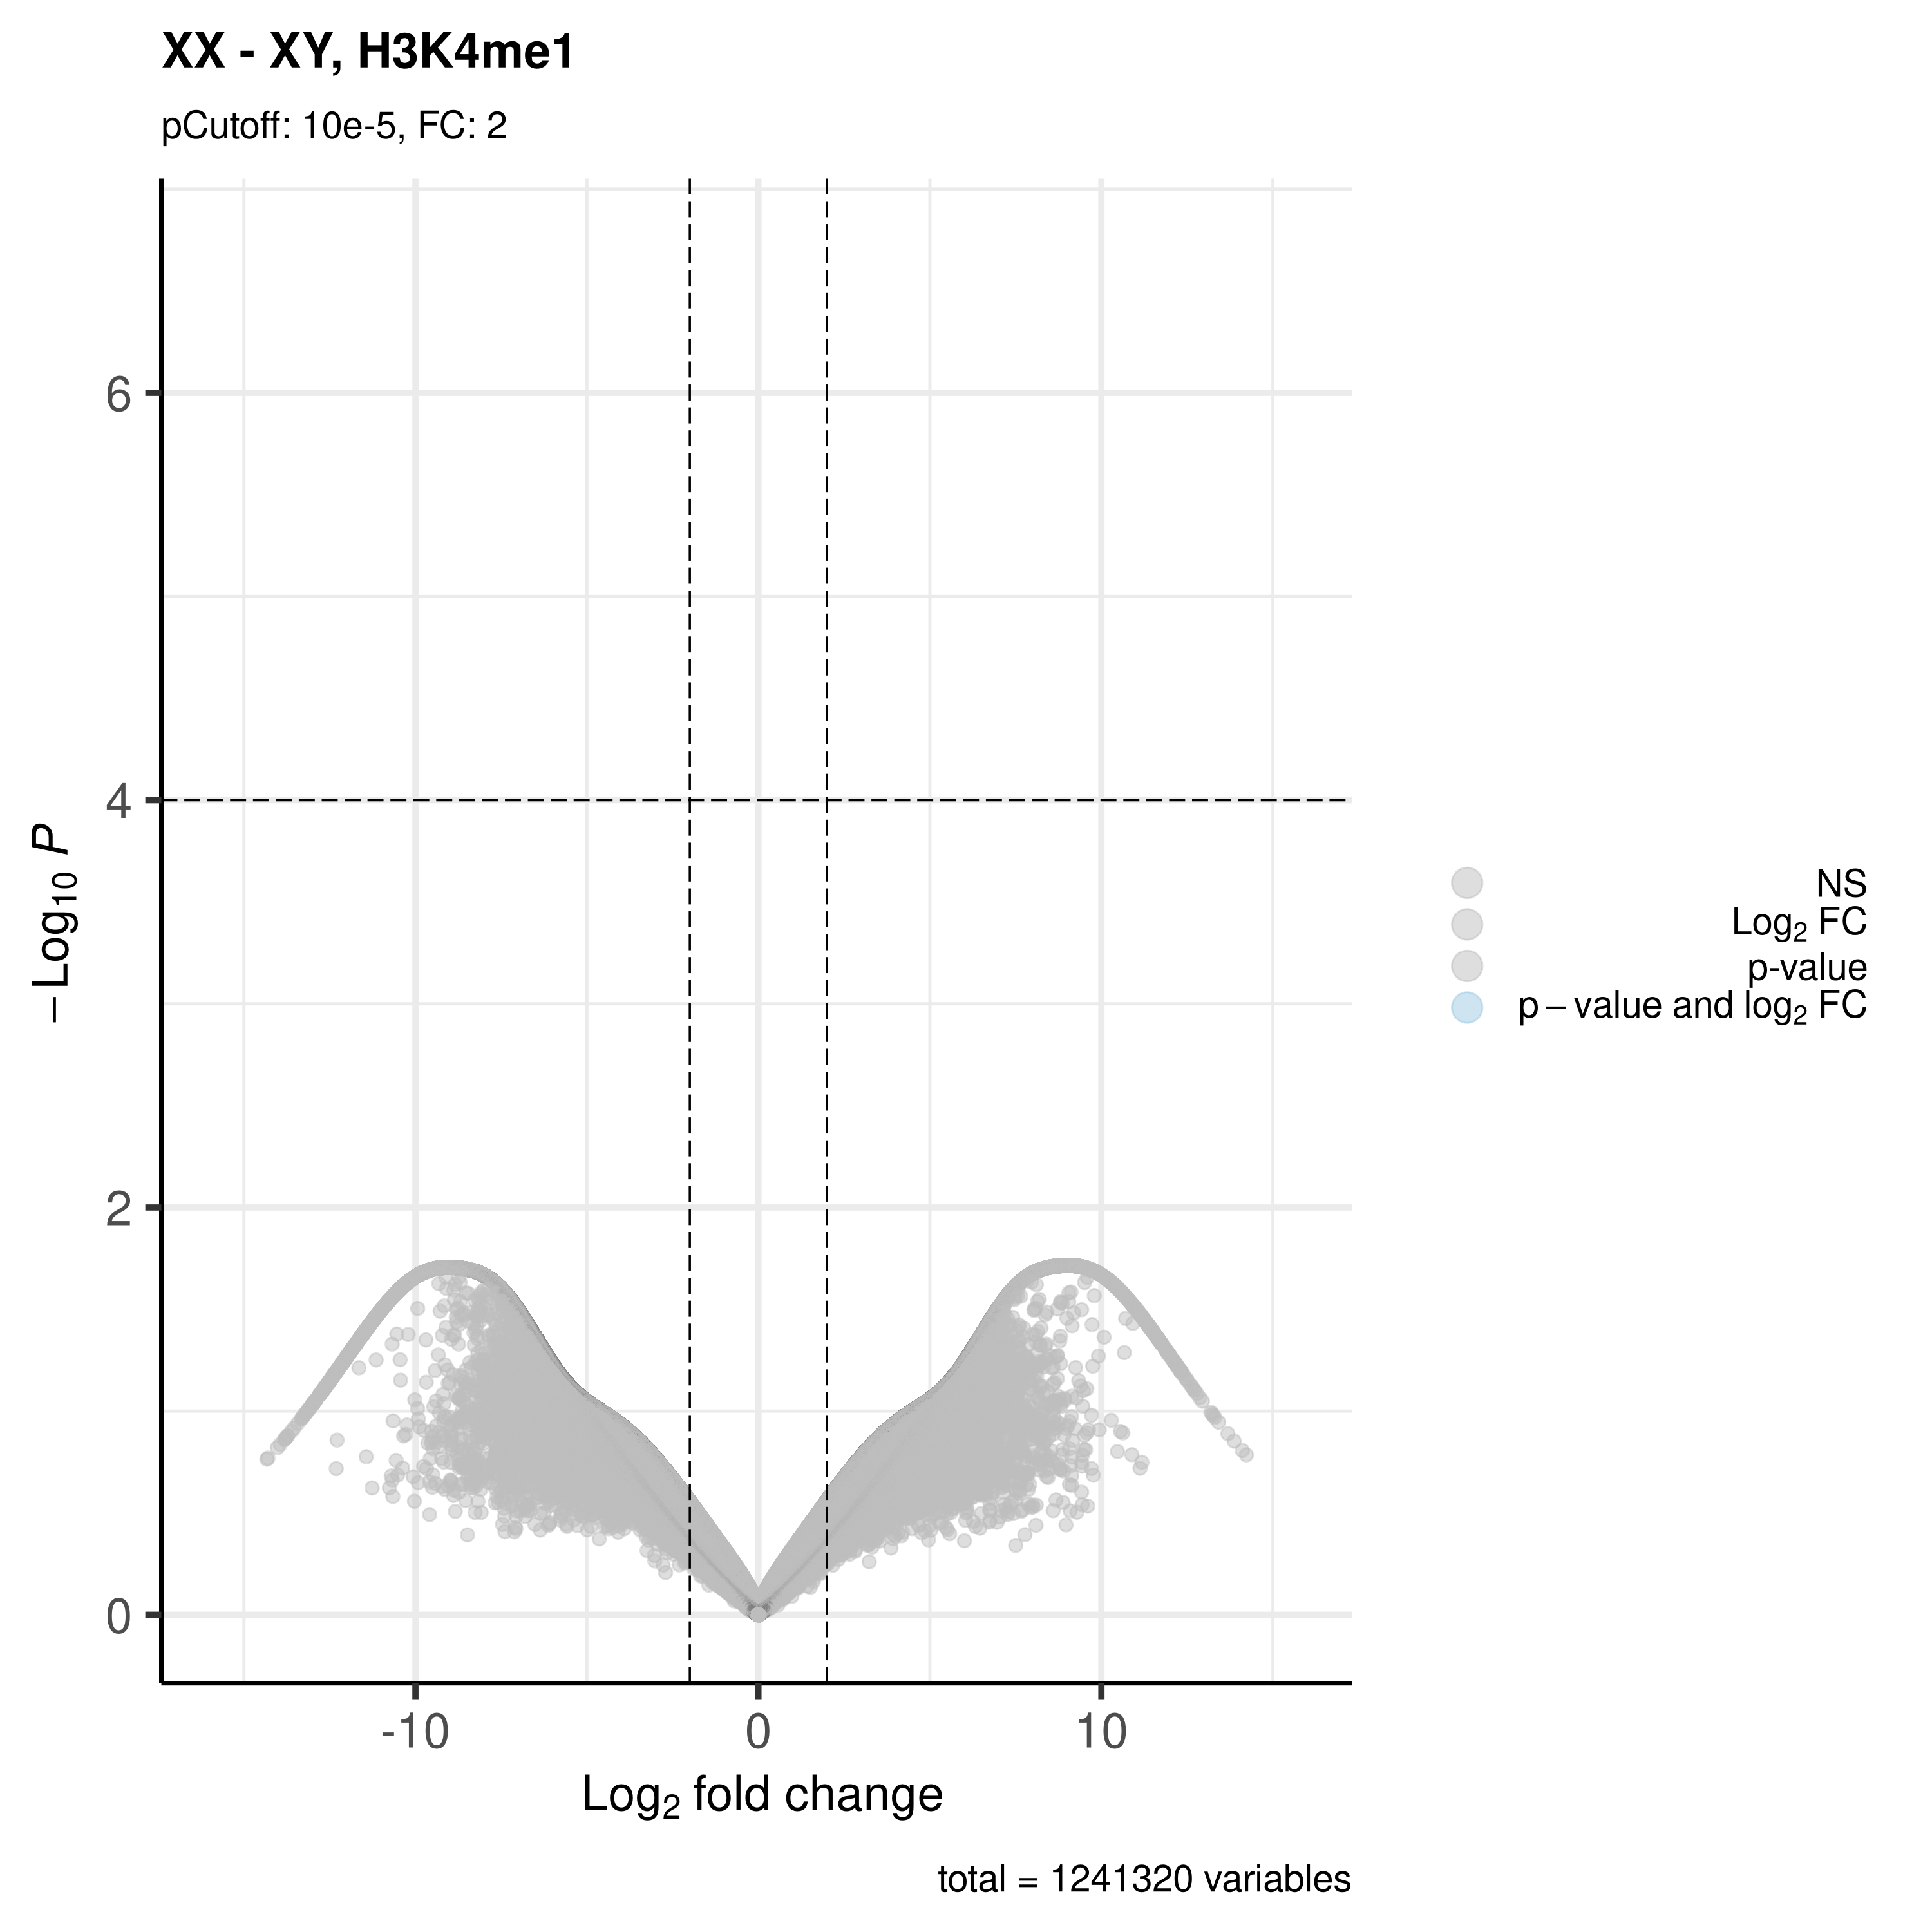 XX - XY, H3K4me1
pCutoff: 10e-5, FC: 2
−Log10 P
6
4
2
0
-10
0
10
Log2 fold change
NS
Log2 FC
p-value
p − value and log2 FC
total = 1241320 variables